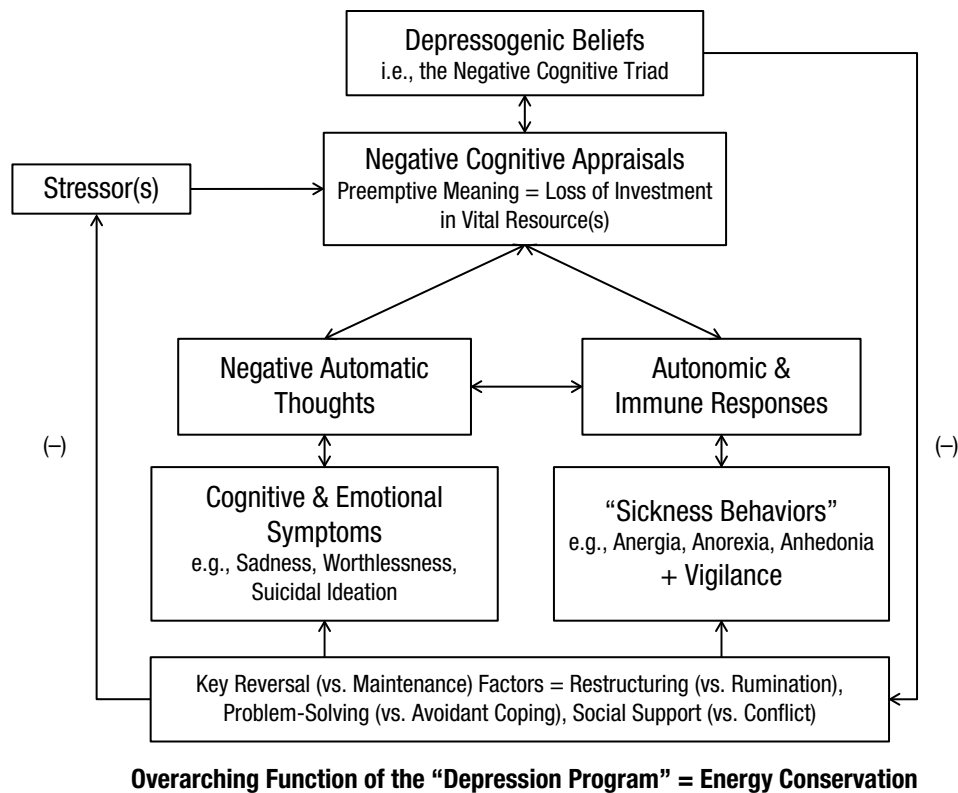 Depressogenic Beliefs
i.e., the Negative Cognitive Triad
Negative Cognitive Appraisals
Preemptive Meaning = Loss of Investment
in Vital Resource(s)
Stressor(s)
Negative Automatic
Thoughts
Autonomic &
Immune Responses
(–)
(–)
Cognitive & Emotional
Symptoms
e.g., Sadness, Worthlessness,
Suicidal Ideation
“Sickness Behaviors”
e.g., Anergia, Anorexia, Anhedonia
+ Vigilance
Key Reversal (vs. Maintenance) Factors = Restructuring (vs. Rumination),
Problem-Solving (vs. Avoidant Coping), Social Support (vs. Conflict)
Overarching Function of the “Depression Program” = Energy Conservation